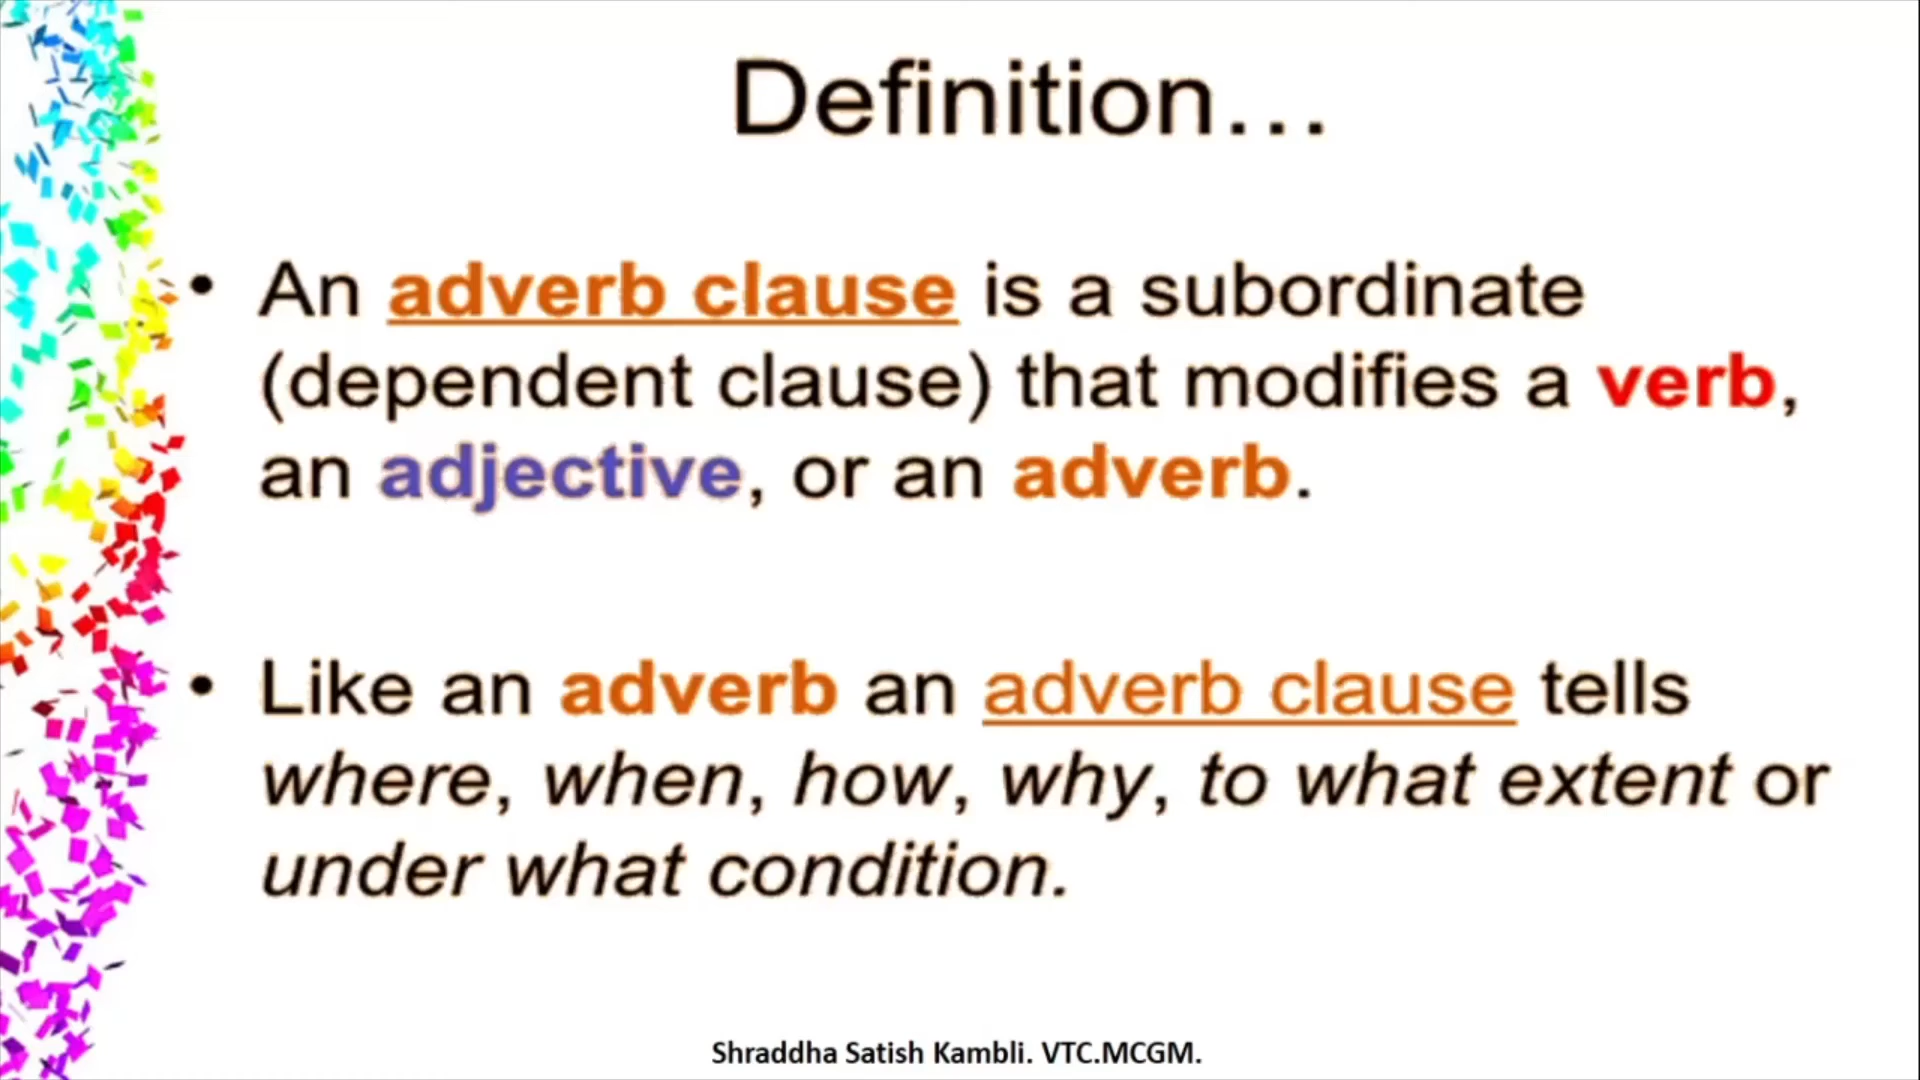 Definition...
• An adverb clause is a subordinate
(dependent clause) that modifies a verb,
an adjective, or an adverb.
• Like an adverb an adverb clause tells
where, when, how, why, to what extent or
under what condition.
Shraddha Satish Kambli. VTC.MCGM.